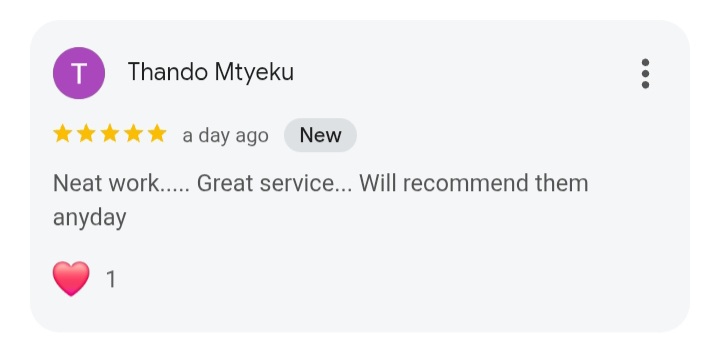 T
Thando Mtyeku
a day ago New
Neat work..... Great service... Will recommend them
anyday
1